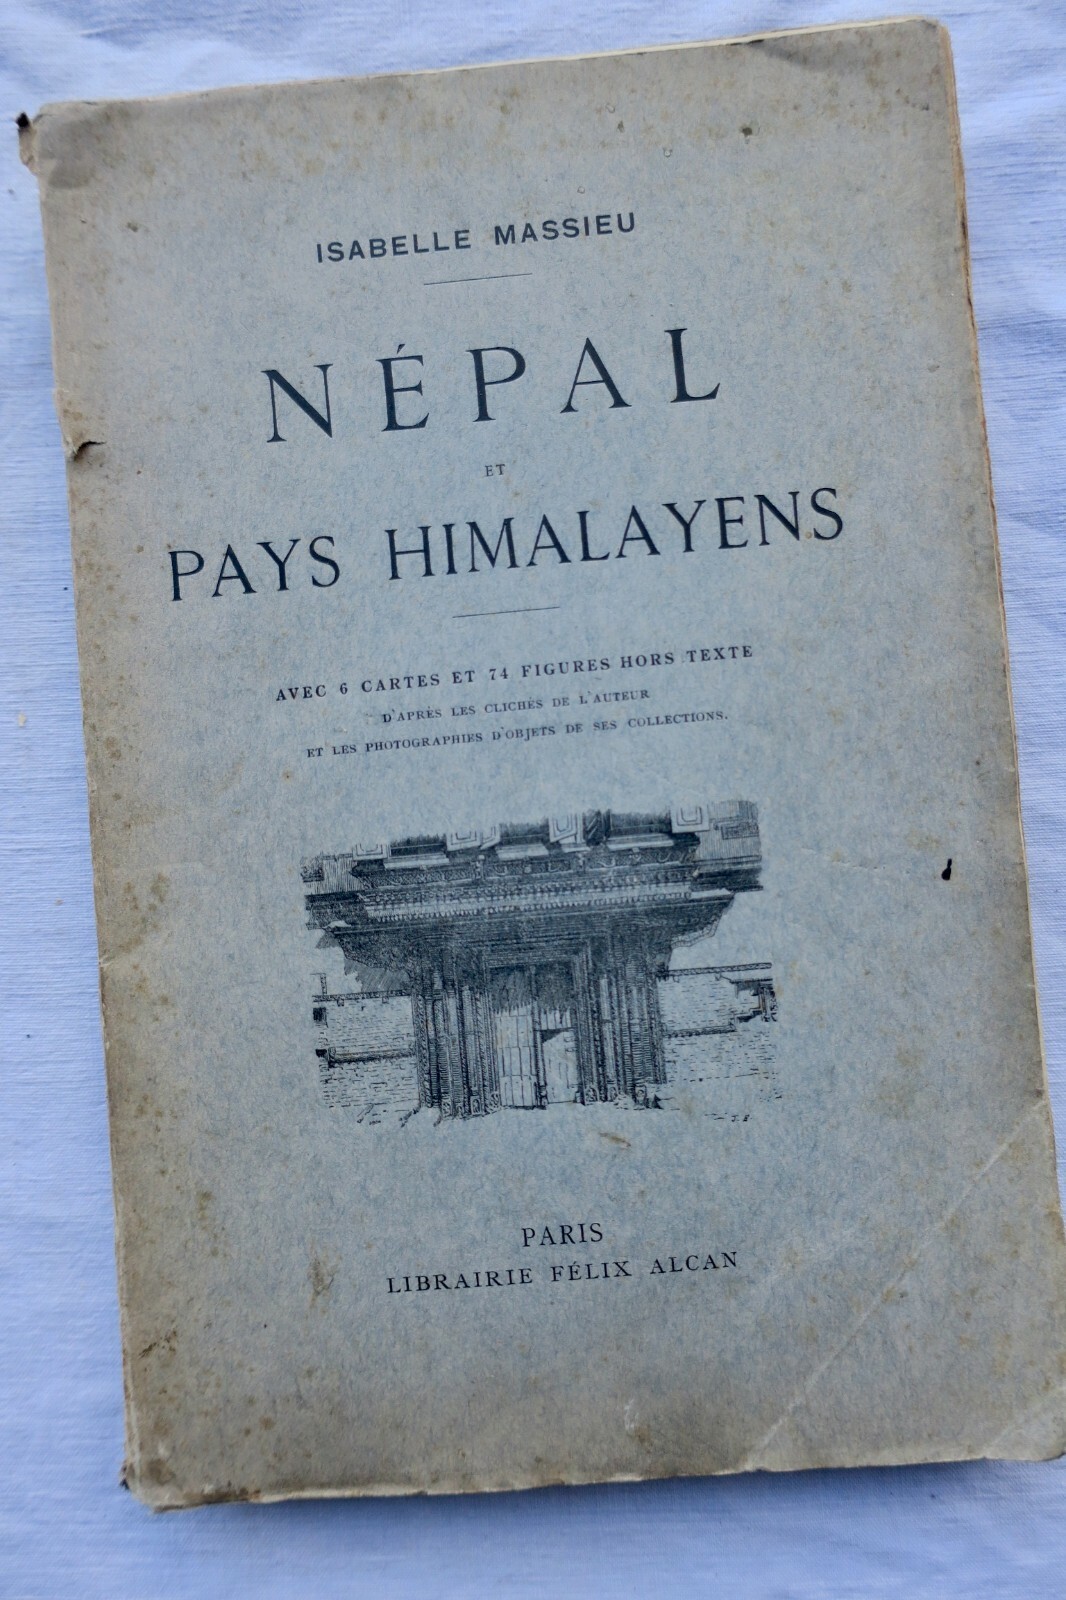 ISABELLE MASSIEU
NÉPAL
ET
PAYS HIMALAYENS
AVEC 6 CARTES ET 74 FIGURES HORS TEXTE
D'APRÈS LES CLICHÉS DE L'AUTEUR
ET LES PHOTOGRAPHIES D'OBJETS DE SES COLLECTIONS.
PARIS
LIBRAIRIE FÉLIX ALCAN